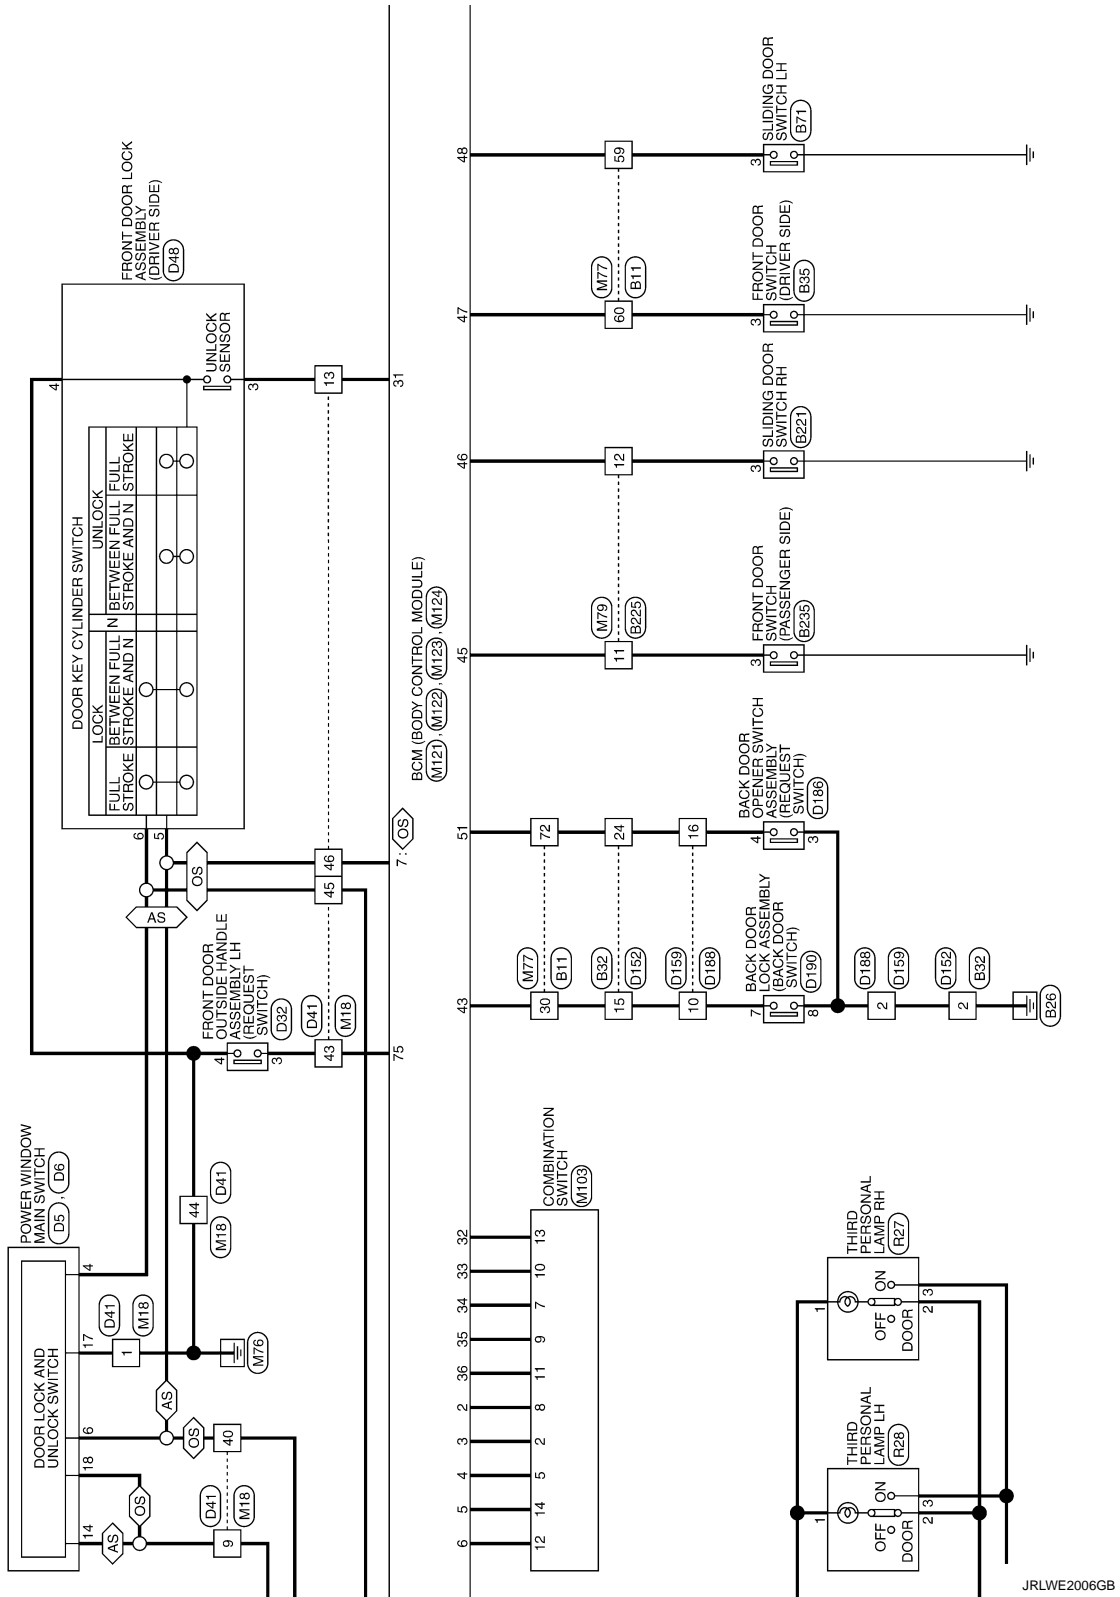 POWER WINDOW
MAIN SWITCH
D5 , D6
DOOR LOCK AND
UNLOCK SWITCH
14
18
6
17
4
AS
OS
AS
OS
D41
M18
9
40
D41
M18
1
M76
M18
D41
44
FRONT DOOR
OUTSIDE HANDLE
ASSEMBLY LH
(REQUEST
SWITCH)
D32
4
3
D41
M18
43
45
46
13
AS
OS
FRONT DOOR LOCK
ASSEMBLY
(DRIVER SIDE)
D48
DOOR KEY CYLINDER SWITCH
LOCK
N
UNLOCK
FULL
STROKE
BETWEEN FULL
STROKE AND N
BETWEEN FULL
STROKE AND N
FULL
STROKE
UNLOCK
SENSOR
6
5
4
3
75
7 : OS
31
BCM (BODY CONTROL MODULE)
M121 , M122 , M123 , M124
6
5
4
3
2
36
35
34
33
32
43
51
45
46
47
48
COMBINATION
SWITCH
M103
12
14
5
2
8
11
9
7
10
13
M77
B11
30
72
B32
D152
15
24
D159
D188
10
16
BACK DOOR
LOCK ASSEMBLY
(BACK DOOR
SWITCH)
D190
7
8
BACK DOOR
OPENER SWITCH
ASSEMBLY
(REQUEST
SWITCH)
D186
4
3
D188
D159
2
D152
B32
2
B26
M79
B225
11
12
FRONT DOOR
SWITCH
(PASSENGER SIDE)
B235
3
SLIDING DOOR
SWITCH RH
B221
3
M77
B11
60
59
FRONT DOOR
SWITCH
(DRIVER SIDE)
B35
3
SLIDING DOOR
SWITCH LH
B71
3
THIRD
PERSONAL
LAMP LH
R28
1
OFF
ON
DOOR
2
3
THIRD
PERSONAL
LAMP RH
R27
1
OFF
ON
DOOR
2
3
JRLWE2006GB